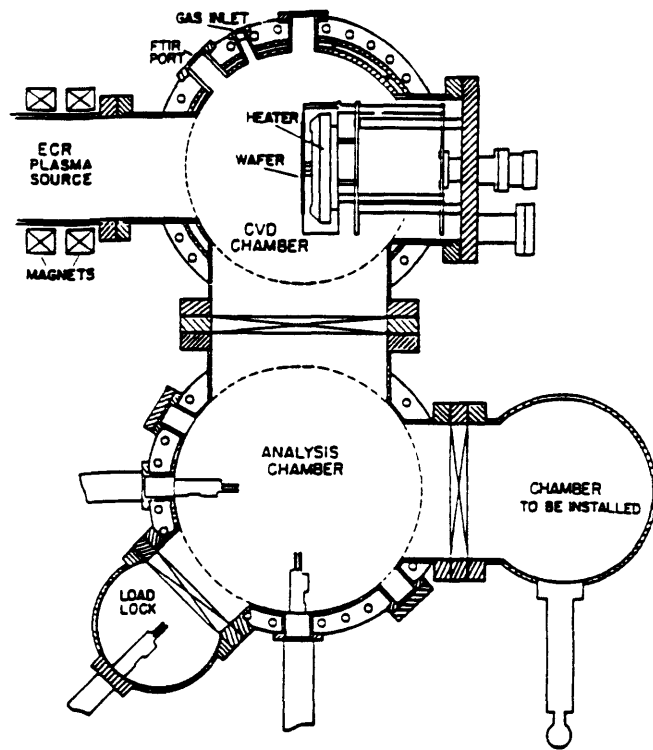 GAS INLET
FTIR
PORT
HEATER
WAFER
ECR
PLASMA
SOURCE
CVD
CHAMBER
MAGNETS
ANALYSIS
CHAMBER
CHAMBER
TO BE INSTALLED
LOAD
LOCK